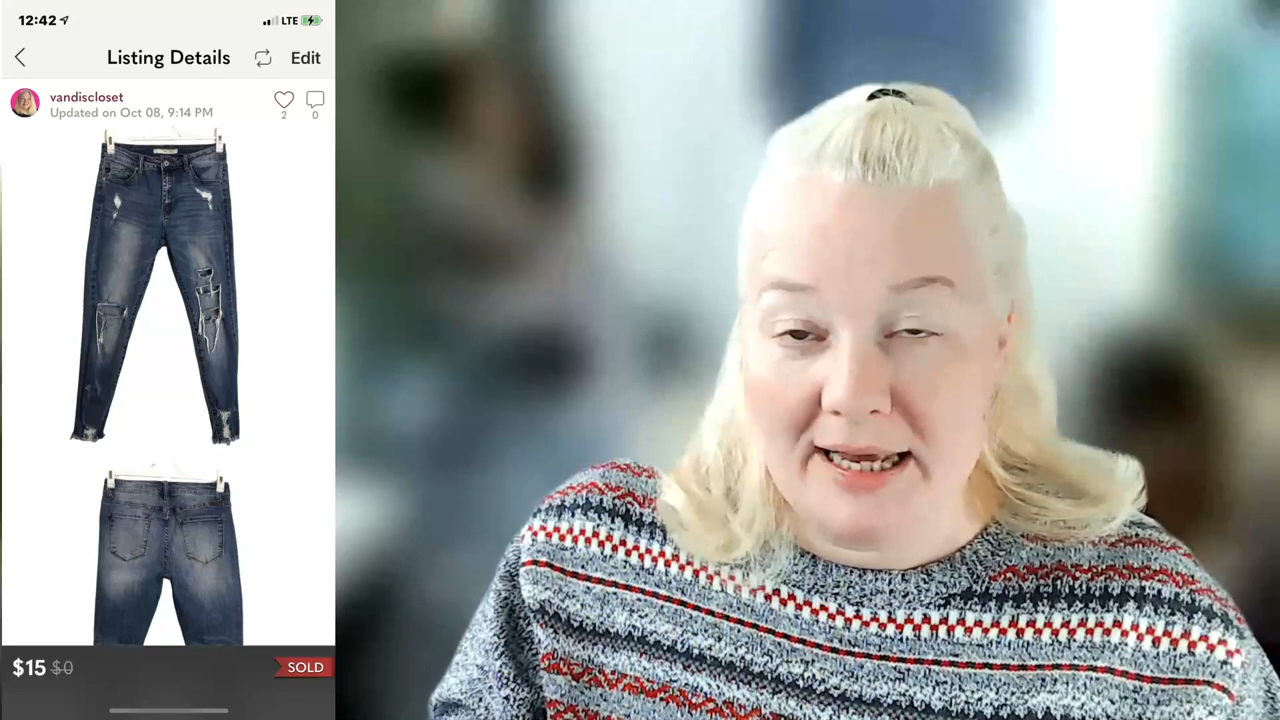 12:42
LTE
Listing Details
Edit
vandiscloset
Updated on Oct 08, 9:14 PM
2
0
$15 $0
SOLD